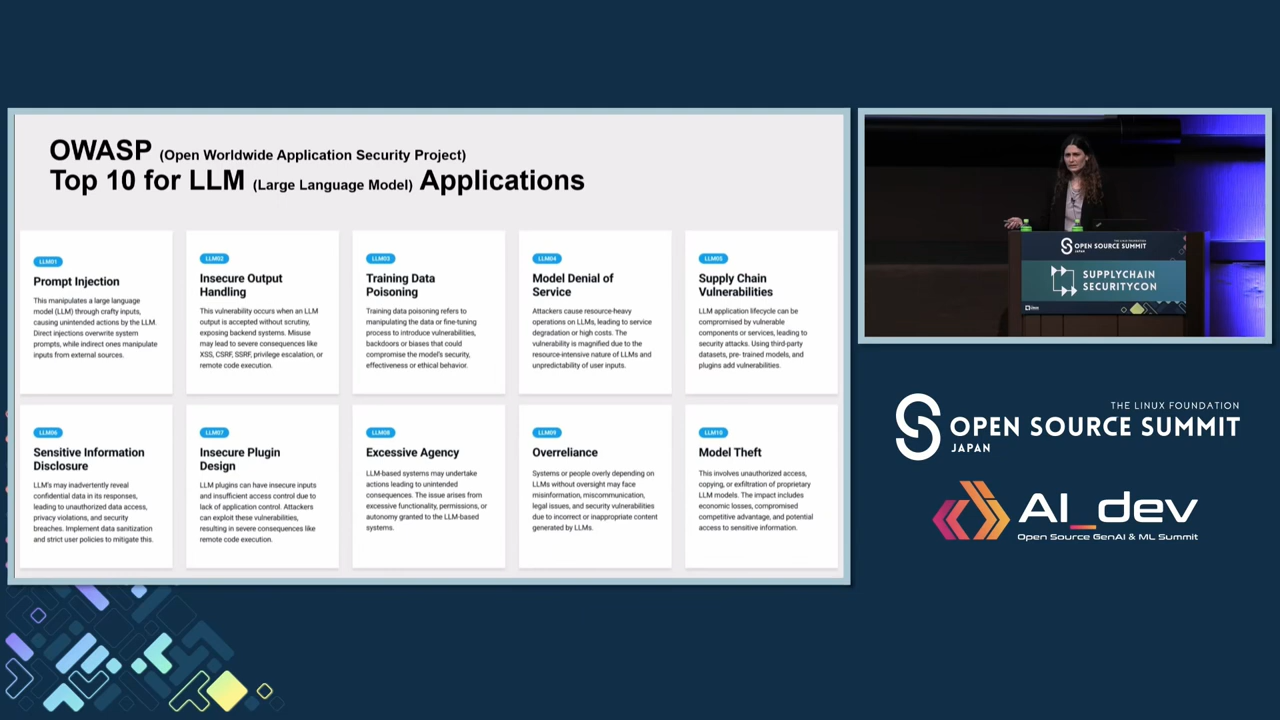 OWASP (Open Worldwide Application Security Project)
Top 10 for LLM (Large Language Model) Applications
LLM01
Prompt Injection
This manipulates a large language
model (LLM) through crafty inputs,
causing unintended actions by the LLM.
Direct injections overwrite system
prompts, while indirect ones manipulate
inputs from external sources.
LLM02
Insecure Output
Handling
This vulnerability occurs when an LLM
output is accepted without scrutiny,
exposing backend systems. Misuse
may lead to severe consequences like
XSS, CSRF, SSRF, privilege escalation, or
remote code execution.
LLM03
Training Data
Poisoning
Training data poisoning refers to
manipulating the data or fine-tuning
process to introduce vulnerabilities,
backdoors or biases that could
compromise the model's security,
effectiveness or ethical behavior.
LLM04
Model Denial of
Service
Attackers cause resource-heavy
operations on LLMs, leading to service
degradation or high costs. The
vulnerability is magnified due to the
resource-intensive nature of LLMs and
unpredictability of user inputs.
LLM05
Supply Chain
Vulnerabilities
LLM application lifecycle can be
compromised by vulnerable
components or services, leading to
security attacks. Using third-party
datasets, pre- trained models, and
plugins add vulnerabilities.
LLM06
Sensitive Information
Disclosure
LLM's may inadvertently reveal
confidential data in its responses,
leading to unauthorized data access,
privacy violations, and security
breaches. Implement data sanitization
and strict user policies to mitigate this.
LLM07
Insecure Plugin
Design
LLM plugins can have insecure inputs
and insufficient access control due to
lack of application control. Attackers
can exploit these vulnerabilities,
resulting in severe consequences like
remote code execution.
LLM08
Excessive Agency
LLM-based systems may undertake
actions leading to unintended
consequences. The issue arises from
excessive functionality, permissions, or
autonomy granted to the LLM-based
systems.
LLM09
Overreliance
Systems or people overly depending on
LLMs without oversight may face
misinformation, miscommunication,
legal issues, and security vulnerabilities
due to incorrect or inappropriate content
generated by LLMs.
LLM10
Model Theft
This involves unauthorized access,
copying, or exfiltration of proprietary
LLM models. The impact includes
economic losses, compromised
competitive advantage, and potential
access to sensitive information.
THE LINUX FOUNDATION
OPEN SOURCE SUMMIT
JAPAN
SUPPLYCHAIN
SECURITYCON
THE LINUX FOUNDATION
OPEN SOURCE SUMMIT
JAPAN
AI_dev
Open Source GenAI & ML Summit